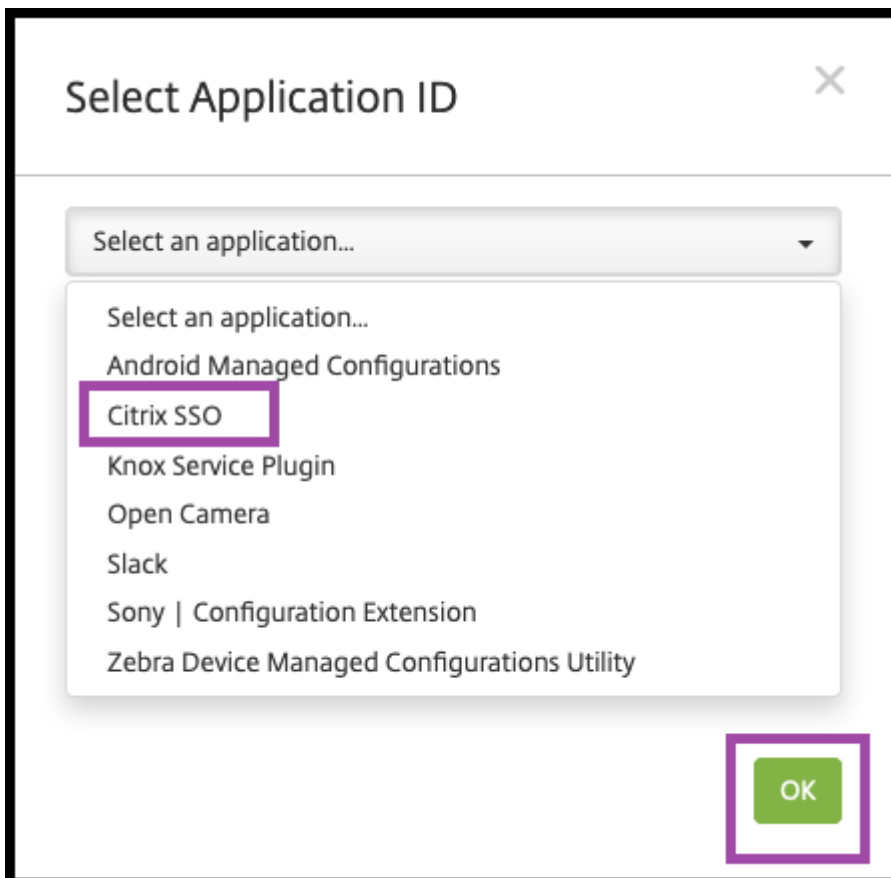 Select Application ID
Select an application...
Select an application...
Android Managed Configurations
Citrix SSO
Knox Service Plugin
Open Camera
Slack
Sony | Configuration Extension
Zebra Device Managed Configurations Utility
OK